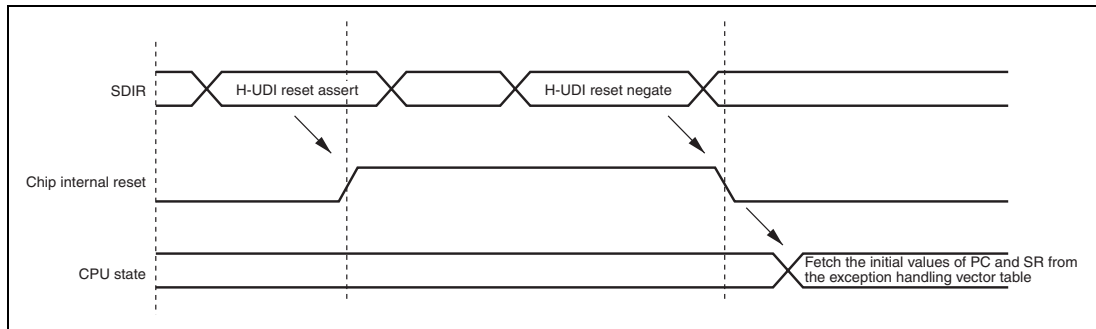 SDIR
H-UDI reset assert
H-UDI reset negate
Chip internal reset
CPU state
Fetch the initial values of PC and SR from
the exception handling vector table